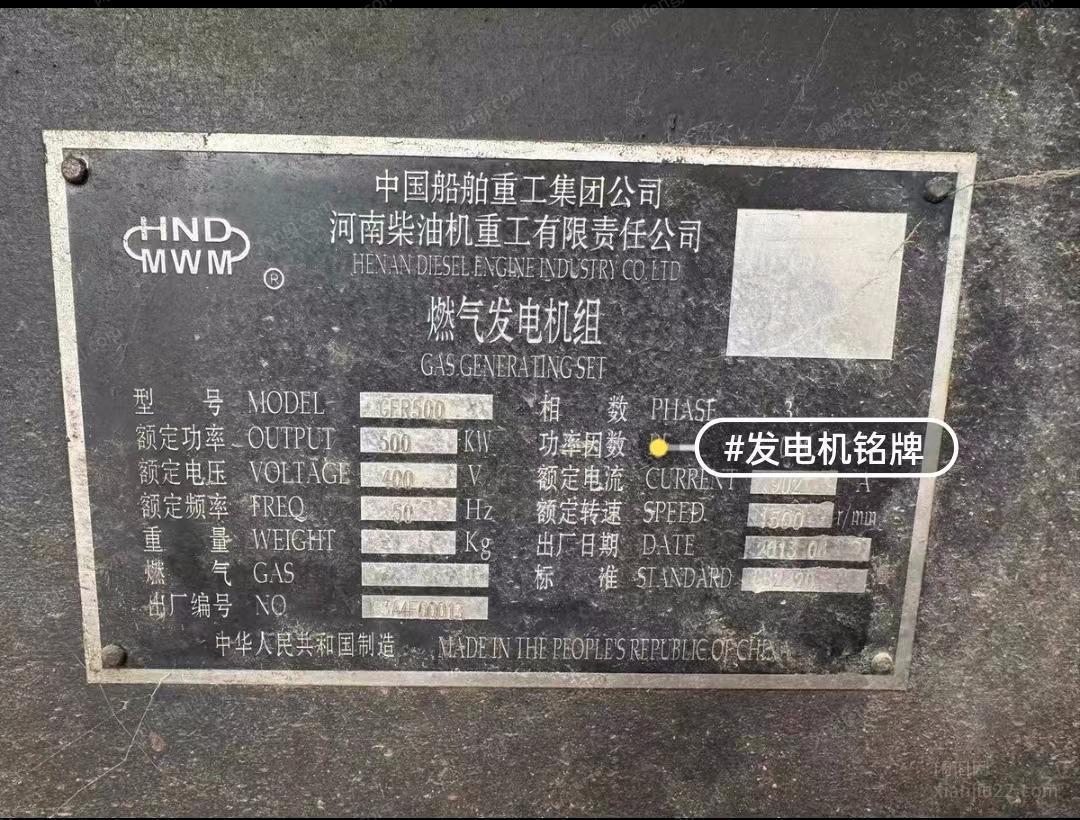 HND
MWM
®
中国船舶重工集团公司
河南柴油机重工有限责任公司
HENAN DIESEL ENGINE INDUSTRY CO.LTD
燃气发电机组
GAS GENERATING SET
型 号 MODEL CFR500 相 数 PHASE 3
额定功率 OUTPUT 500 KW 功率因数
#发电机铭牌
额定电压 VOLTAGE 400 V 额定电流 CURRENT 902 A
额定频率 FREQ 50 Hz 额定转速 SPEED 1500 r/min
重 量 WEIGHT Kg 出厂日期 DATE
燃 气 GAS 标 准 STANDARD
出厂编号 NO
中华人民共和国制造 MADE IN THE PEOPLE'S REPUBLIC OF CHINA